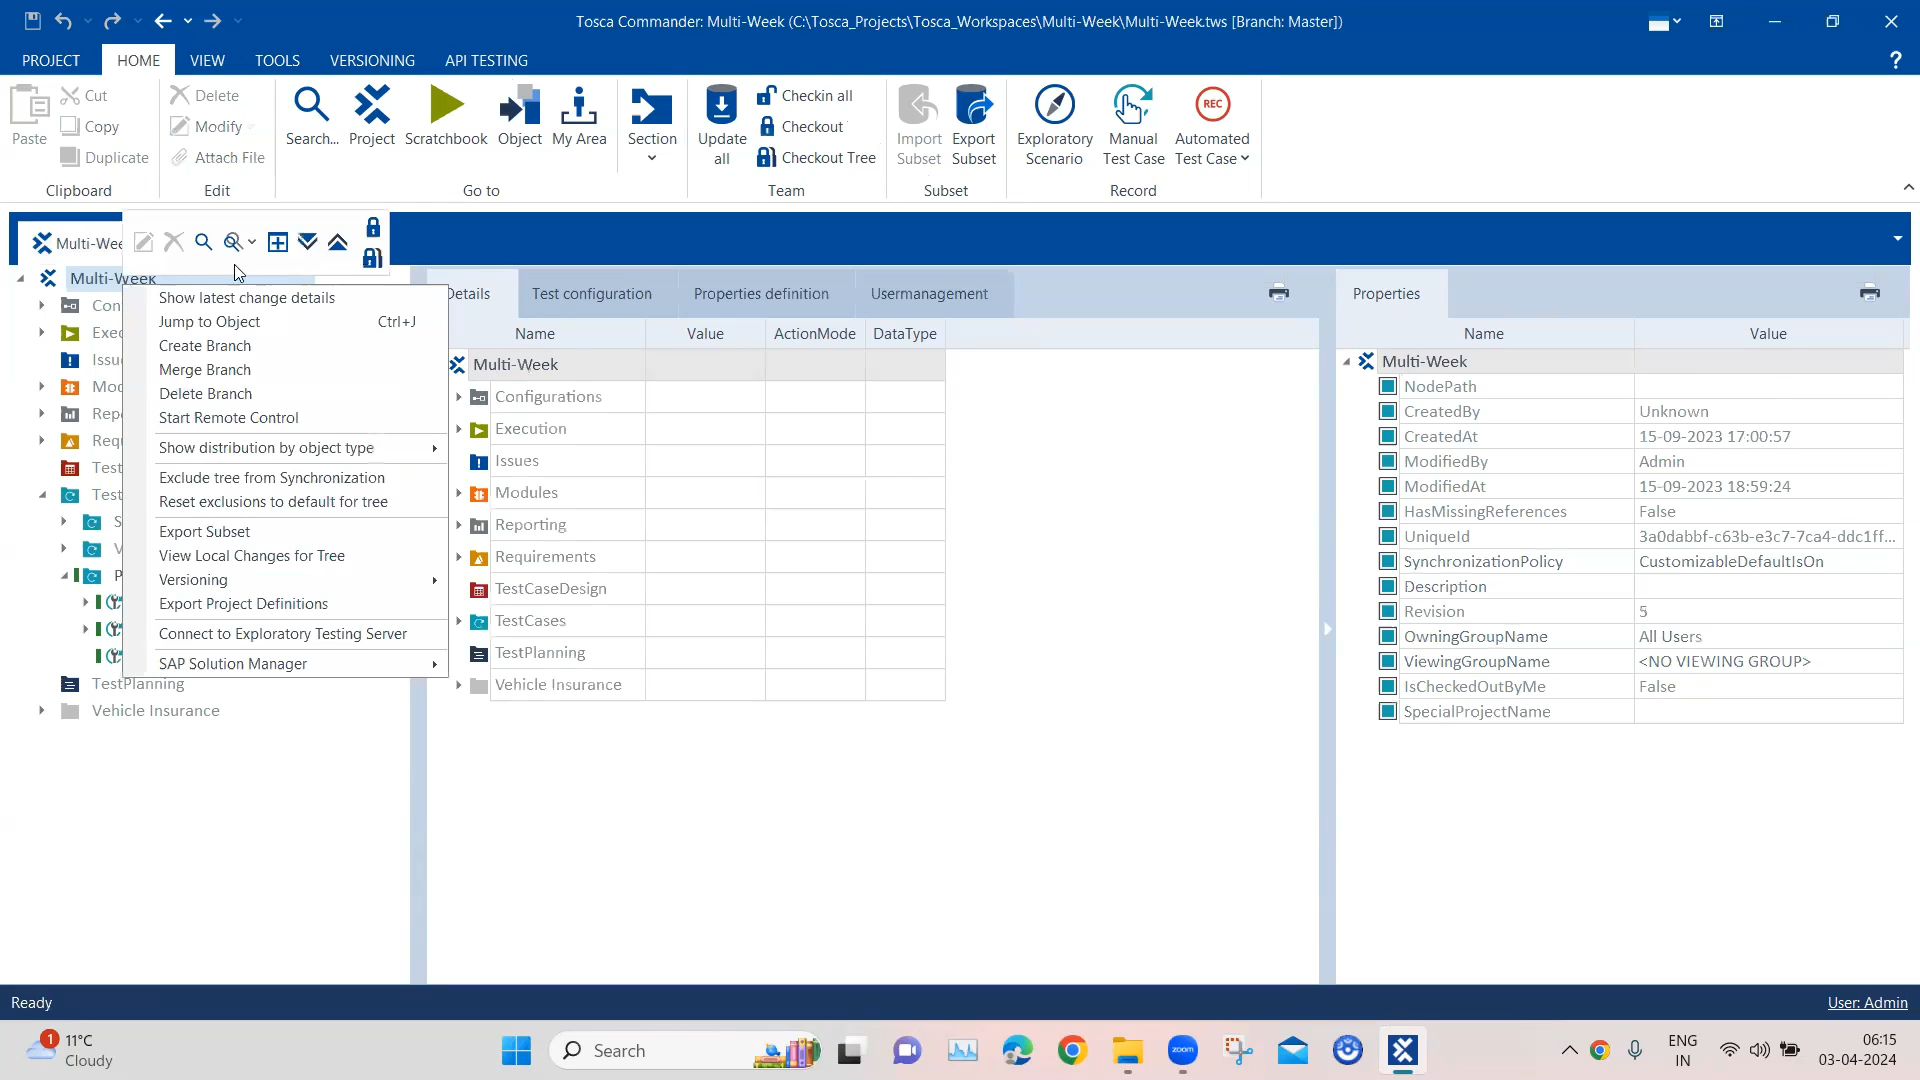 Tosca Commander: Multi-Week (C:\Tosca_Projects\Tosca_Workspaces\Multi-Week\Multi-Week.tws [Branch: Master])
PROJECT HOME VIEW TOOLS VERSIONING API TESTING ?
Paste
Cut
Copy
Duplicate
Clipboard
Delete
Modify
Attach File
Edit
Search...
Project
Scratchbook
Object
My Area
Go to
Section
Update all
Checkin all
Checkout
Checkout Tree
Team
Import Subset
Export Subset
Subset
Exploratory Scenario
Manual Test Case
REC
Automated Test Case
Record
Multi-Wee
Multi-Week
Con
Exec
Issu
Mod
Rep
Req
Test
Test
S
V
P
TestPlanning
Vehicle Insurance
Show latest change details
Jump to Object Ctrl+J
Create Branch
Merge Branch
Delete Branch
Start Remote Control
Show distribution by object type
Exclude tree from Synchronization
Reset exclusions to default for tree
Export Subset
View Local Changes for Tree
Versioning
Export Project Definitions
Connect to Exploratory Testing Server
SAP Solution Manager
Details Test configuration Properties definition Usermanagement
Name Value ActionMode DataType
Multi-Week
Configurations
Execution
Issues
Modules
Reporting
Requirements
TestCaseDesign
TestCases
TestPlanning
Vehicle Insurance
Properties
Name Value
Multi-Week
NodePath
CreatedBy Unknown
CreatedAt 15-09-2023 17:00:57
ModifiedBy Admin
ModifiedAt 15-09-2023 18:59:24
HasMissingReferences False
UniqueId 3a0dabbf-c63b-e3c7-7ca4-ddc1ff...
SynchronizationPolicy CustomizableDefaultIsOn
Description
Revision 5
OwningGroupName All Users
ViewingGroupName <NO VIEWING GROUP>
IsCheckedOutByMe False
SpecialProjectName
Ready User: Admin
1
11°C
Cloudy
Search
zoom
ENG
IN
06:15
03-04-2024